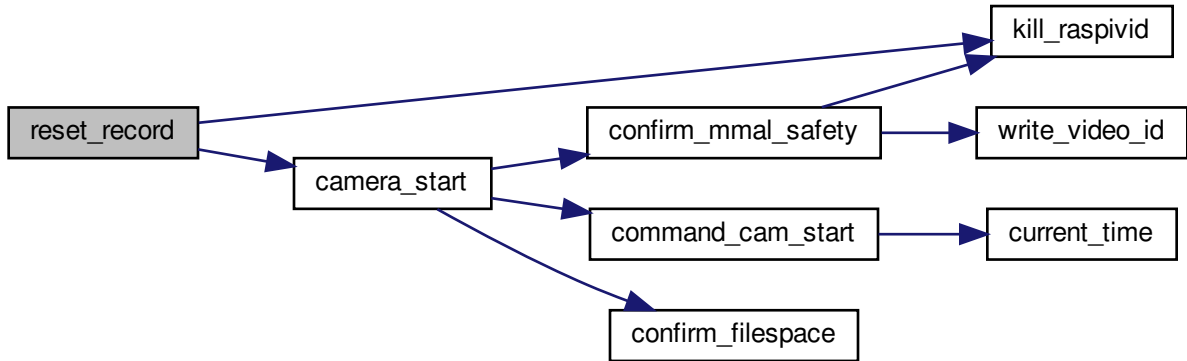 kill_raspivid
reset_record
confirm_mmal_safety
write_video_id
camera_start
command_cam_start
current_time
confirm_filespace